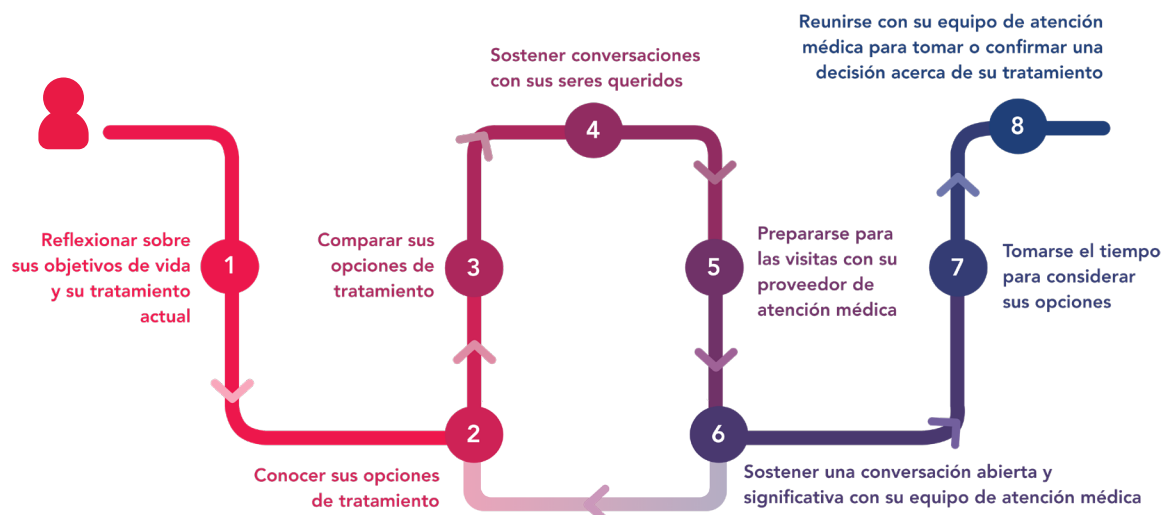 1
Reflexionar sobre
sus objetivos de vida
y su tratamiento
actual
2
Conocer sus opciones
de tratamiento
3
Comparar sus
opciones de
tratamiento
4
Sostener conversaciones
con sus seres queridos
5
Prepararse para
las visitas con su
proveedor de
atención médica
6
Sostener una conversación abierta y
significativa con su equipo de atención médica
7
Tomarse el tiempo
para considerar
sus opciones
8
Reunirse con su equipo de atención
médica para tomar o confirmar una
decisión acerca de su tratamiento